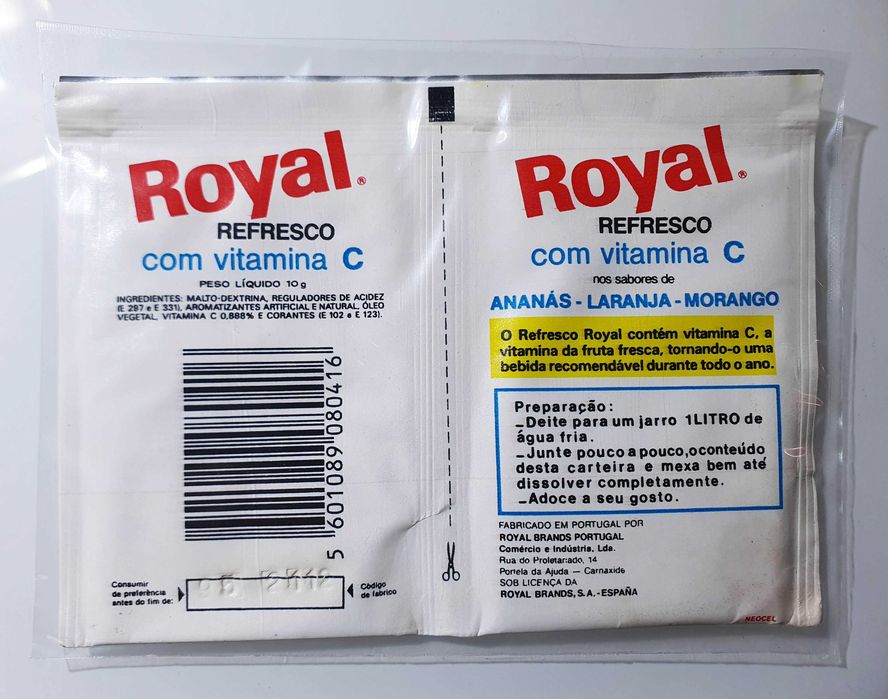 Royal®
REFRESCO
com vitamina C
PESO LÍQUIDO 10 g
INGREDIENTES: MALTO-DEXTRINA, REGULADORES DE ACIDEZ
(E 297 e E 331), AROMATIZANTES ARTIFICIAL E NATURAL, ÓLEO
VEGETAL, VITAMINA C 0,888% E CORANTES (E 102 e E 123).
5 601089 080416
Consumir
de preferência
antes do fim de:
Código
de fabrico
Royal®
REFRESCO
com vitamina C
nos sabores de
ANANÁS - LARANJA - MORANGO
O Refresco Royal contém vitamina C, a
vitamina da fruta fresca, tornando-o uma
bebida recomendável durante todo o ano.
Preparação :
_Deite para um jarro 1LITRO de
água fria.
_Junte pouco a pouco,oconteúdo
desta carteira e mexa bem até
dissolver completamente.
_Adoce a seu gosto.
FABRICADO EM PORTUGAL POR
ROYAL BRANDS PORTUGAL
Comércio e Indústria, Lda.
Rua do Proletariado, 14
Portela da Ajuda — Carnaxide
SOB LICENÇA DA
ROYAL BRANDS, S.A.-ESPAÑA
NEOCEL